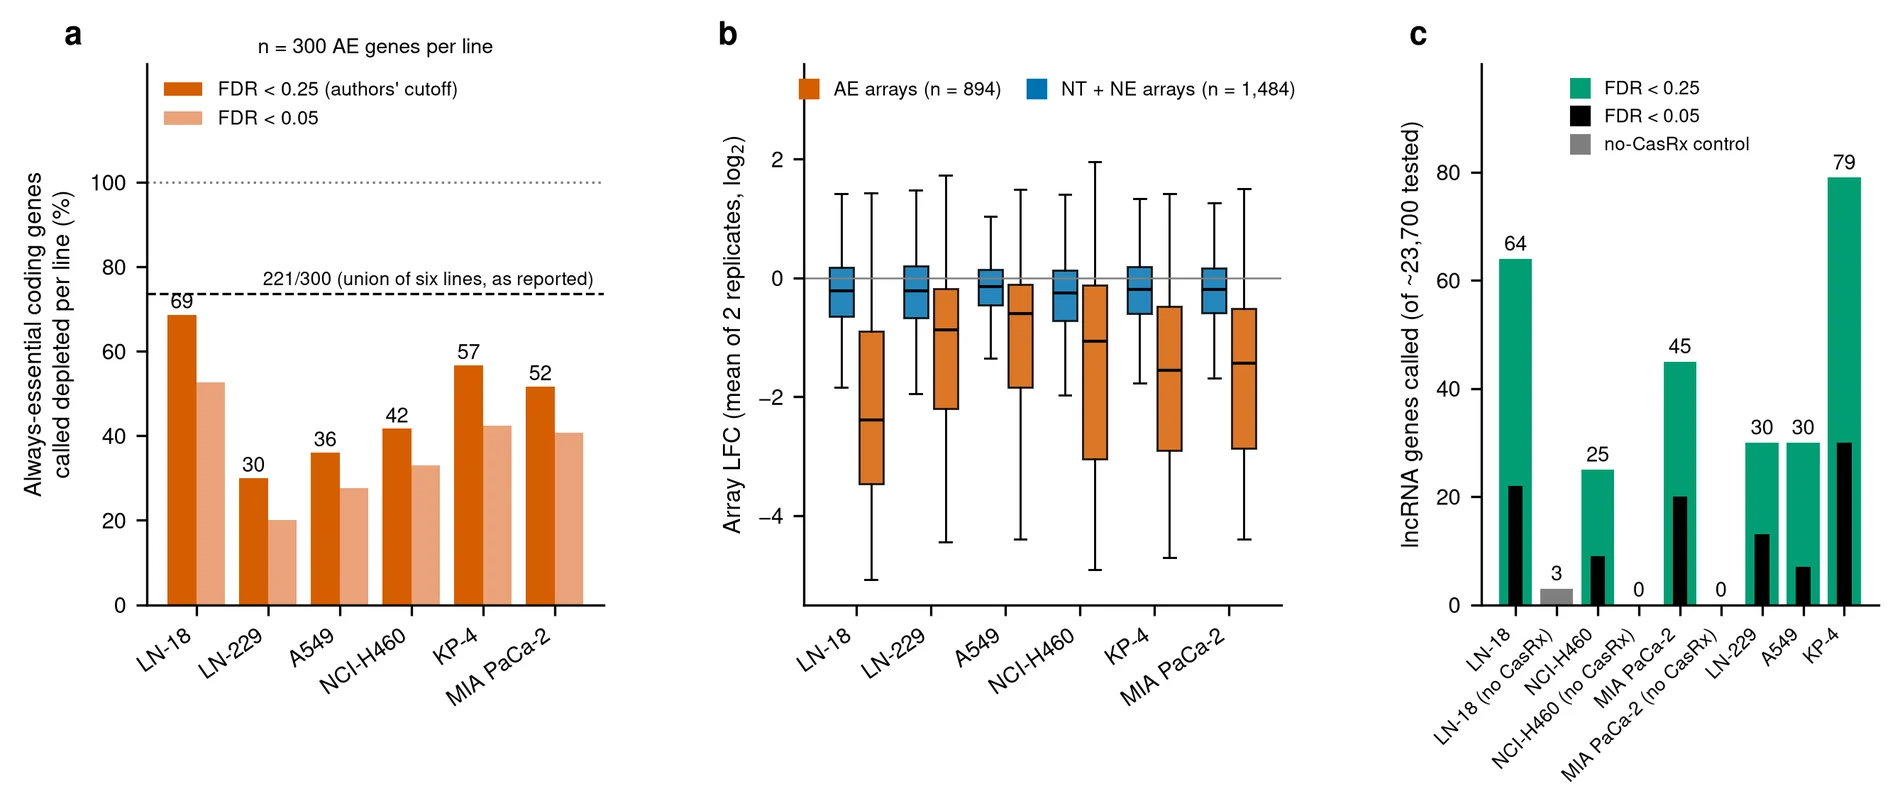 a
n = 300 AE genes per line
FDR < 0.25 (authors' cutoff)
FDR < 0.05
Always-essential coding genes
called depleted per line (%)
100
80
60
40
20
0
221/300 (union of six lines, as reported)
69
30
36
42
57
52
LN-18
LN-229
A549
NCI-H460
KP-4
MIA PaCa-2
b
AE arrays (n = 894)
NT + NE arrays (n = 1,484)
Array LFC (mean of 2 replicates, log₂)
2
0
−2
−4
LN-18
LN-229
A549
NCI-H460
KP-4
MIA PaCa-2
c
FDR < 0.25
FDR < 0.05
no-CasRx control
lncRNA genes called (of ~23,700 tested)
80
60
40
20
0
64
3
25
0
45
0
30
30
79
LN-18
LN-18 (no CasRx)
NCI-H460
NCI-H460 (no CasRx)
MIA PaCa-2
MIA PaCa-2 (no CasRx)
LN-229
A549
KP-4